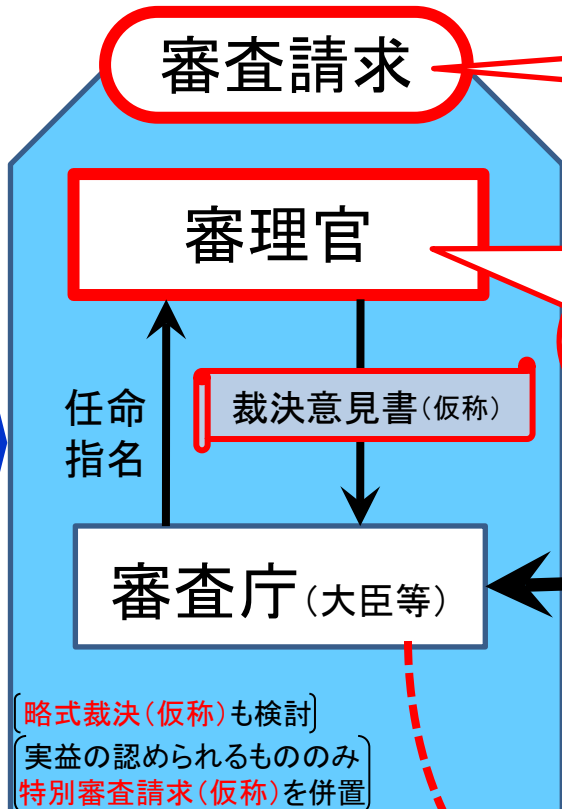 審査請求
審理官
任命
指名
裁決意見書(仮称)
審査庁(大臣等)
略式裁決(仮称)も検討
実益の認められるもののみ
特別審査請求(仮称)を併置